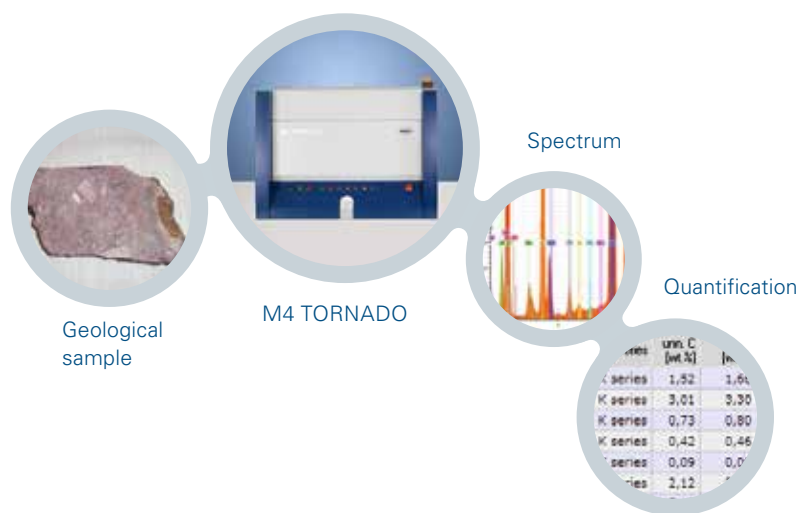 Spectrum
Quantification
M4 TORNADO
Geological
sample
unn. C
[wt.%]
K series 1,52
K series 3,01 3,30
K series 0,73 0,80
K series 0,42 0,46
series 0,09
2,12